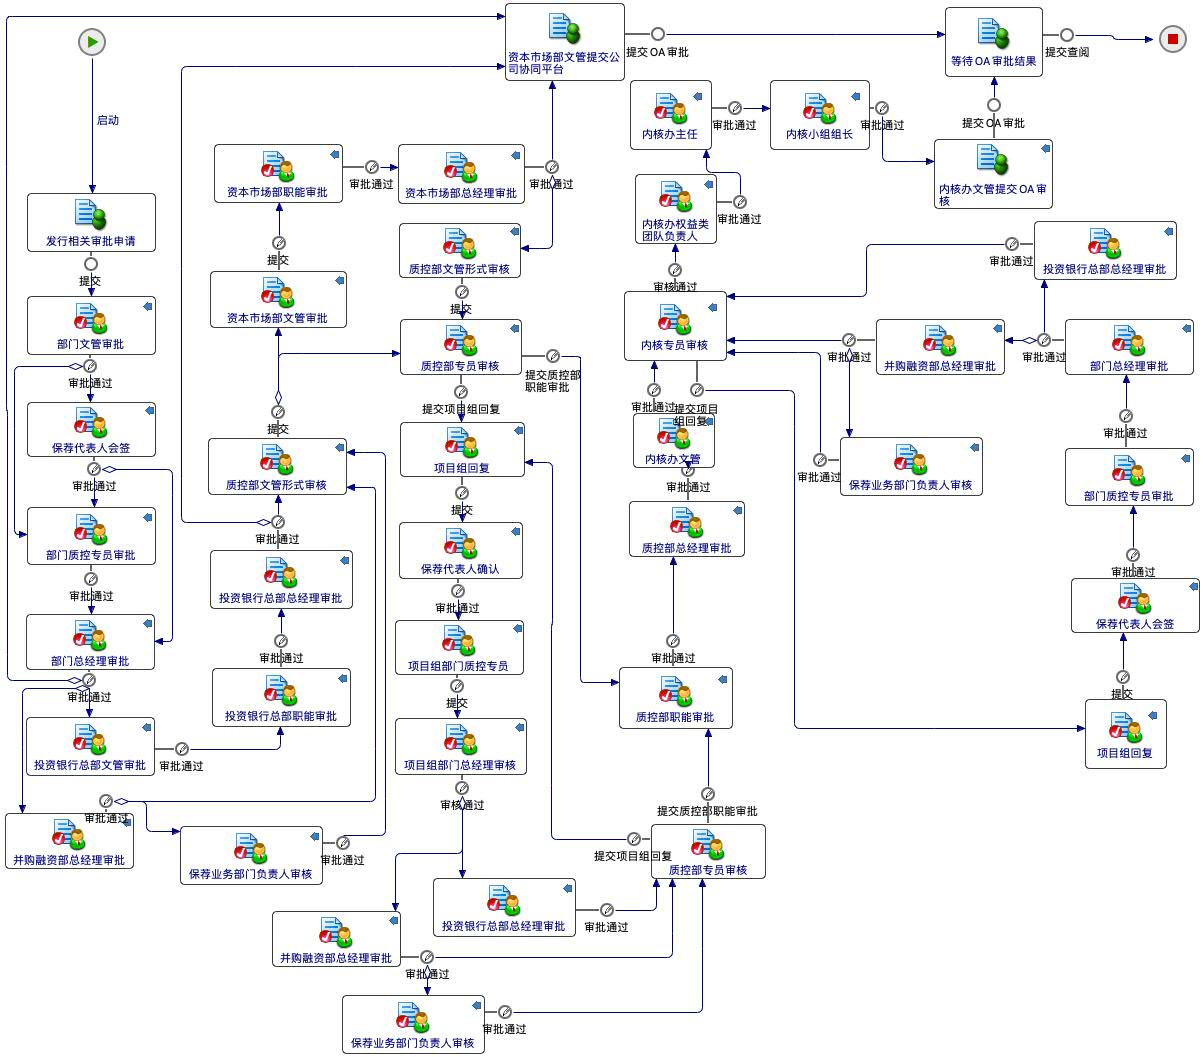 资本市场部文管提交公
司协同平台
提交OA审批
等待OA审批结果
提交查阅
启动
内核办主任
审批通过
内核小组组长
审批通过
提交OA审批
内核办文管提交OA审
核
资本市场部职能审批
审批通过
资本市场部总经理审批
审批通过
内核办权益类
团队负责人
审批通过
发行相关审批申请
提交
提交
质控部文管形式审核
提交
审核通过
审批通过
投资银行总部总经理审批
部门文管审批
审批通过
资本市场部文管审批
提交
质控部专员审核
提交质控部
职能审批
提交项目组回复
内核专员审核
审批通过
提交项目
组回复
审批通过
并购融资部总经理审批
审批通过
部门总经理审批
审批通过
保荐代表人会签
审批通过
质控部文管形式审核
审批通过
项目组回复
提交
内核办文管
审批通过
审批通过
保荐业务部门负责人审核
部门质控专员审批
审批通过
部门质控专员审批
审批通过
投资银行总部总经理审批
审批通过
保荐代表人确认
审批通过
质控部总经理审批
审批通过
保荐代表人会签
提交
部门总经理审批
审批通过
投资银行总部职能审批
项目组部门质控专员
提交
质控部职能审批
提交质控部职能审批
项目组回复
投资银行总部文管审批
审批通过
项目组部门总经理审核
审核通过
审批通过
并购融资部总经理审批
保荐业务部门负责人审核
审批通过
提交项目组回复
质控部专员审核
投资银行总部总经理审批
审批通过
并购融资部总经理审批
审批通过
保荐业务部门负责人审核
审批通过